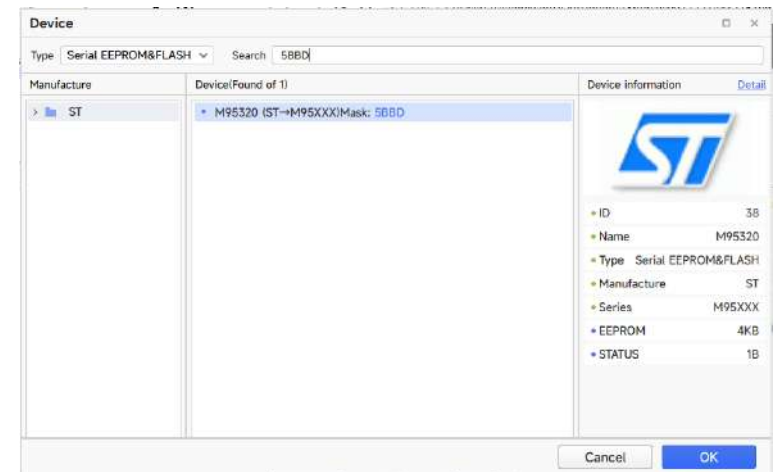 Device
Type Serial EEPROM&FLASH Search 5BBD
Manufacture Device(Found of 1) Device information Detail
ST M95320 (ST→M95XXX)Mask: 5BBD
ST
ID 38
Name M95320
Type Serial EEPROM&FLASH
Manufacture ST
Series M95XXX
EEPROM 4KB
STATUS 1B
Cancel OK